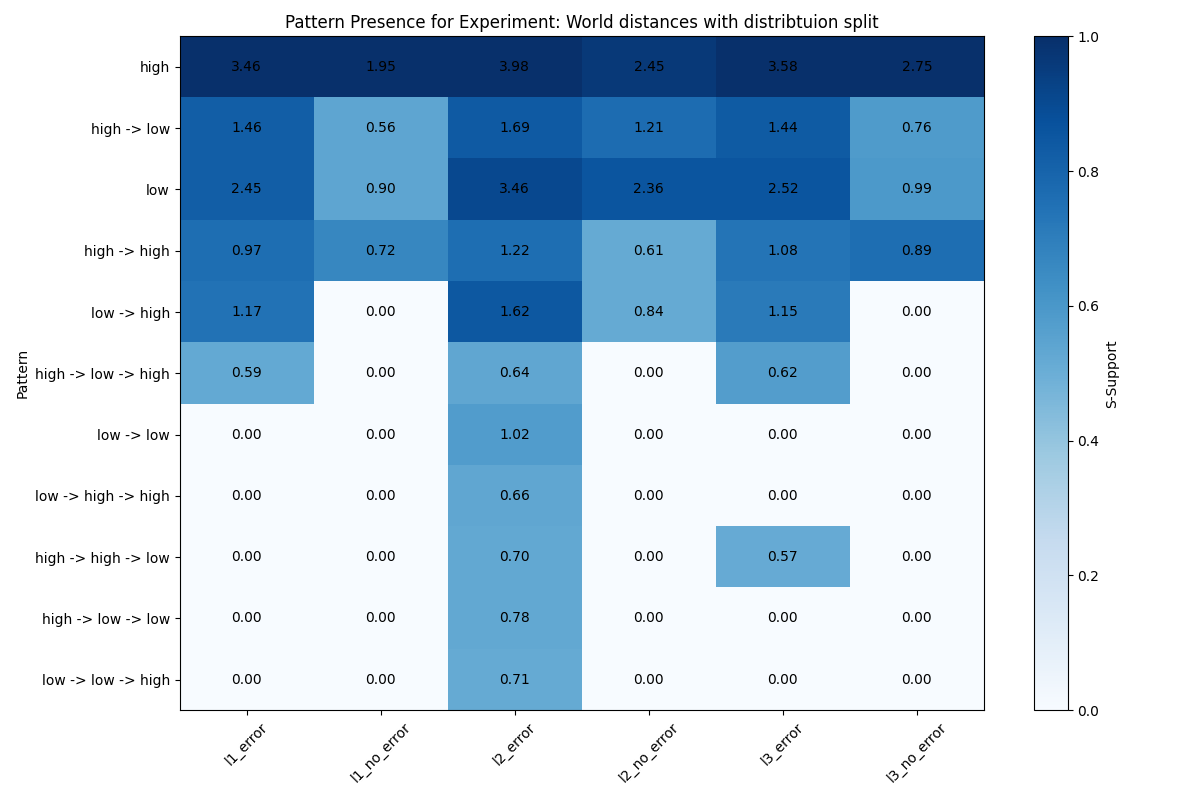 Pattern Presence for Experiment: World distances with distribtuion split
high 3.46 1.95 3.98 2.45 3.58 2.75 1.0
high -> low 1.46 0.56 1.69 1.21 1.44 0.76
low 2.45 0.90 3.46 2.36 2.52 0.99 0.8
high -> high 0.97 0.72 1.22 0.61 1.08 0.89
low -> high 1.17 0.00 1.62 0.84 1.15 0.00 0.6
high -> low -> high 0.59 0.00 0.64 0.00 0.62 0.00
Pattern
S-Support
low -> low 0.00 0.00 1.02 0.00 0.00 0.00 0.4
low -> high -> high 0.00 0.00 0.66 0.00 0.00 0.00
high -> high -> low 0.00 0.00 0.70 0.00 0.57 0.00 0.2
high -> low -> low 0.00 0.00 0.78 0.00 0.00 0.00
low -> low -> high 0.00 0.00 0.71 0.00 0.00 0.00 0.0
l1_error l1_no_error l2_error l2_no_error l3_error l3_no_error